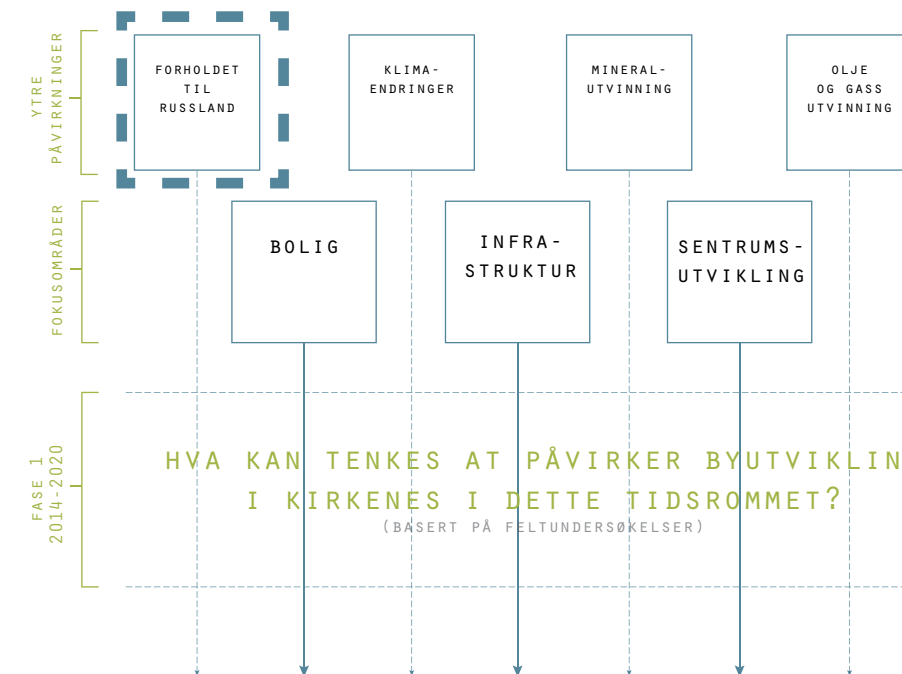 YTRE
PÅVIRKNINGER
FORHOLDET
TIL
RUSSLAND
KLIMA-
ENDRINGER
MINERAL-
UTVINNING
OLJE
OG GASS
UTVINNING
FOKUSOMRÅDER
BOLIG
INFRA-
STRUKTUR
SENTRUMS-
UTVIKLING
FASE 1
2014-2020
HVA KAN TENKES AT PÅVIRKER BYUTVIKLIN
I KIRKENES I DETTE TIDSROMMET?
(BASERT PÅ FELTUNDERSØKELSER)